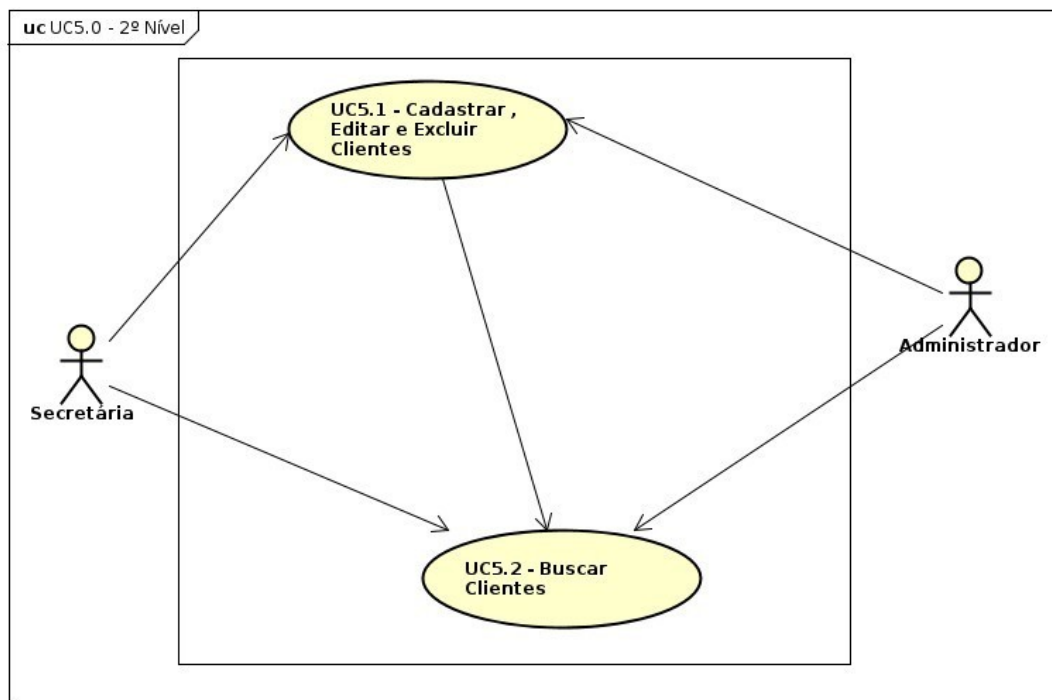 uc UC5.0 - 2º Nível
UC5.1 - Cadastrar ,
Editar e Excluir
Clientes
Administrador
Secretária
UC5.2 - Buscar
Clientes